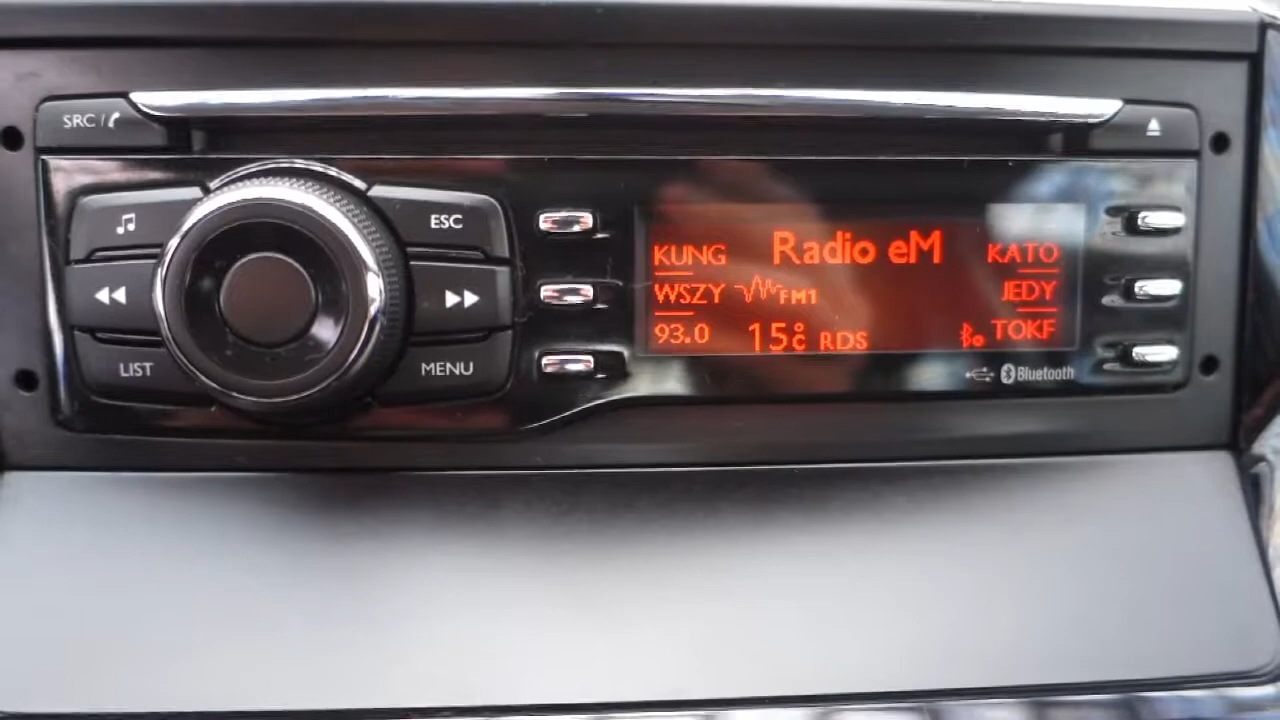 SRC /
ESC
LIST
MENU
KUNG
Radio eM
KATO
WSZY
FM1
JEDY
93.0
15°C
RDS
TOKF
Bluetooth